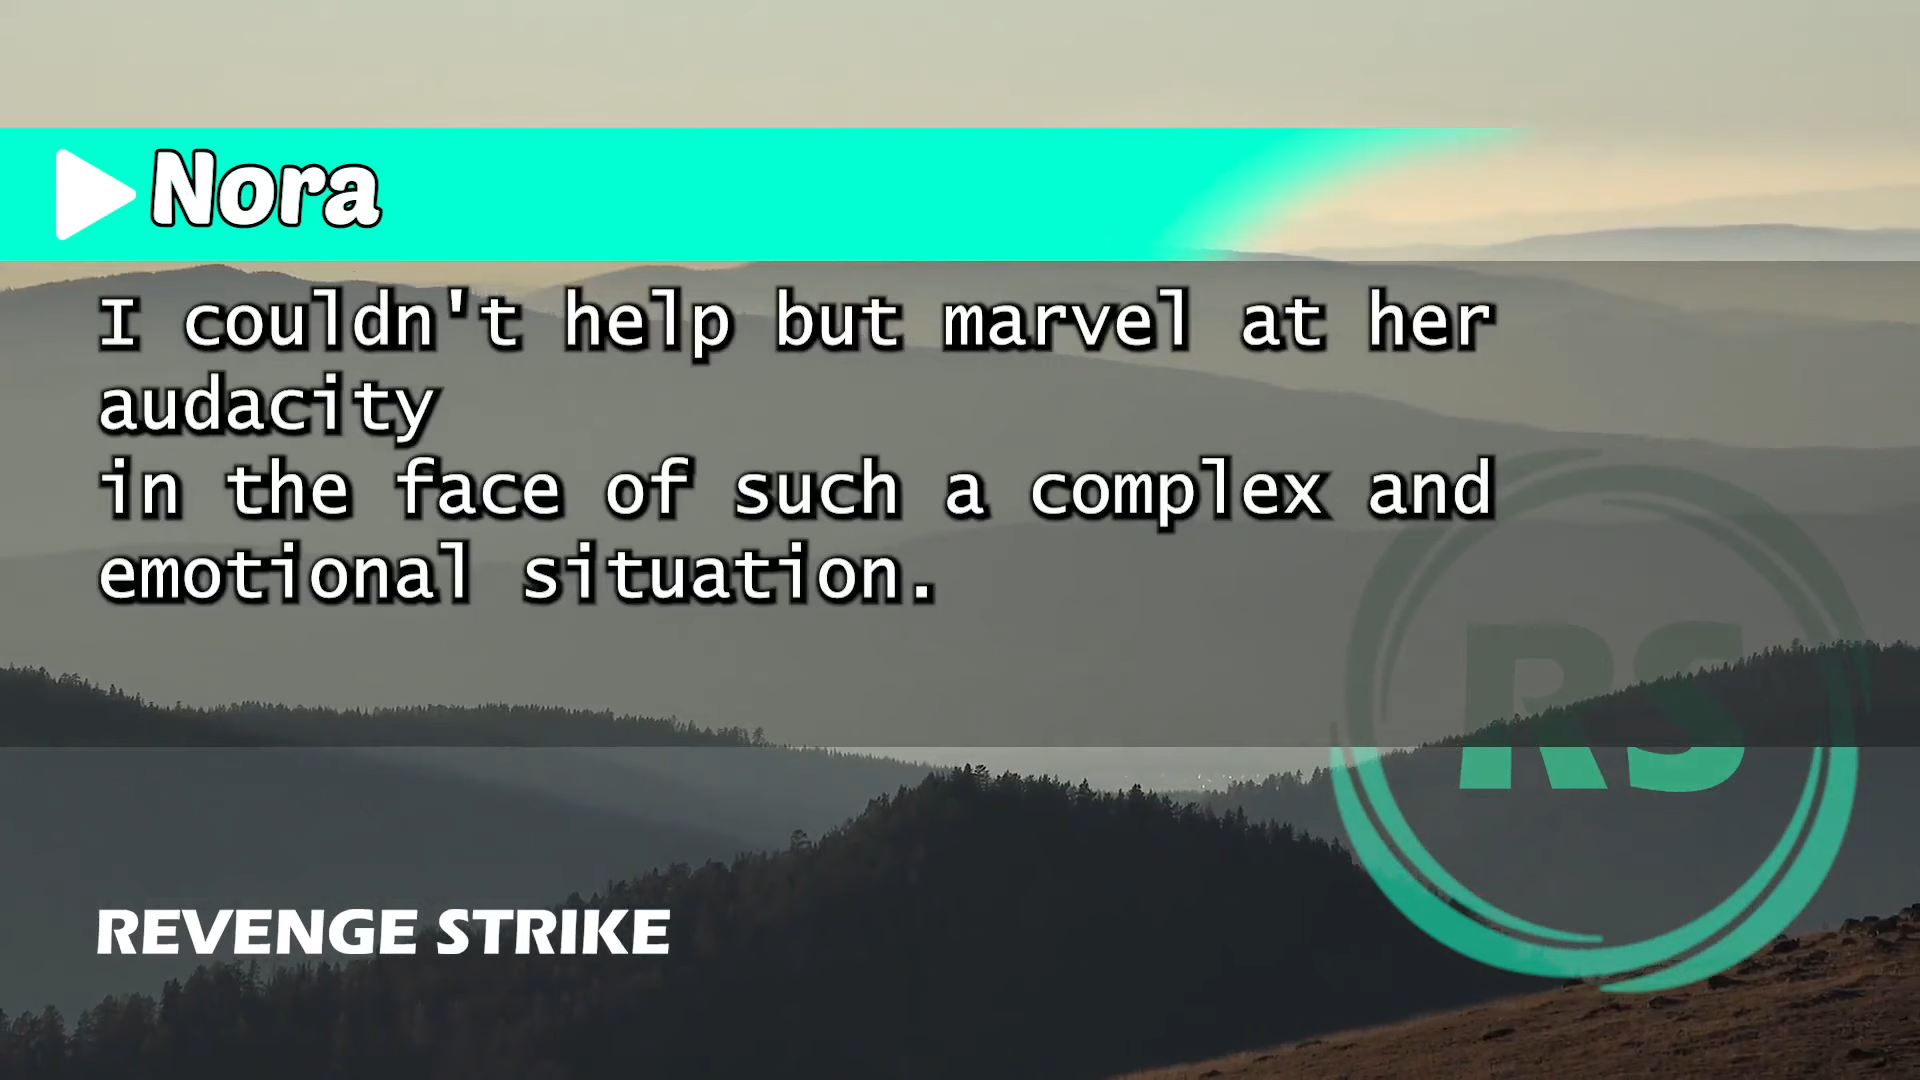 Nora
I couldn't help but marvel at her
audacity
in the face of such a complex and
emotional situation.
RS
REVENGE STRIKE